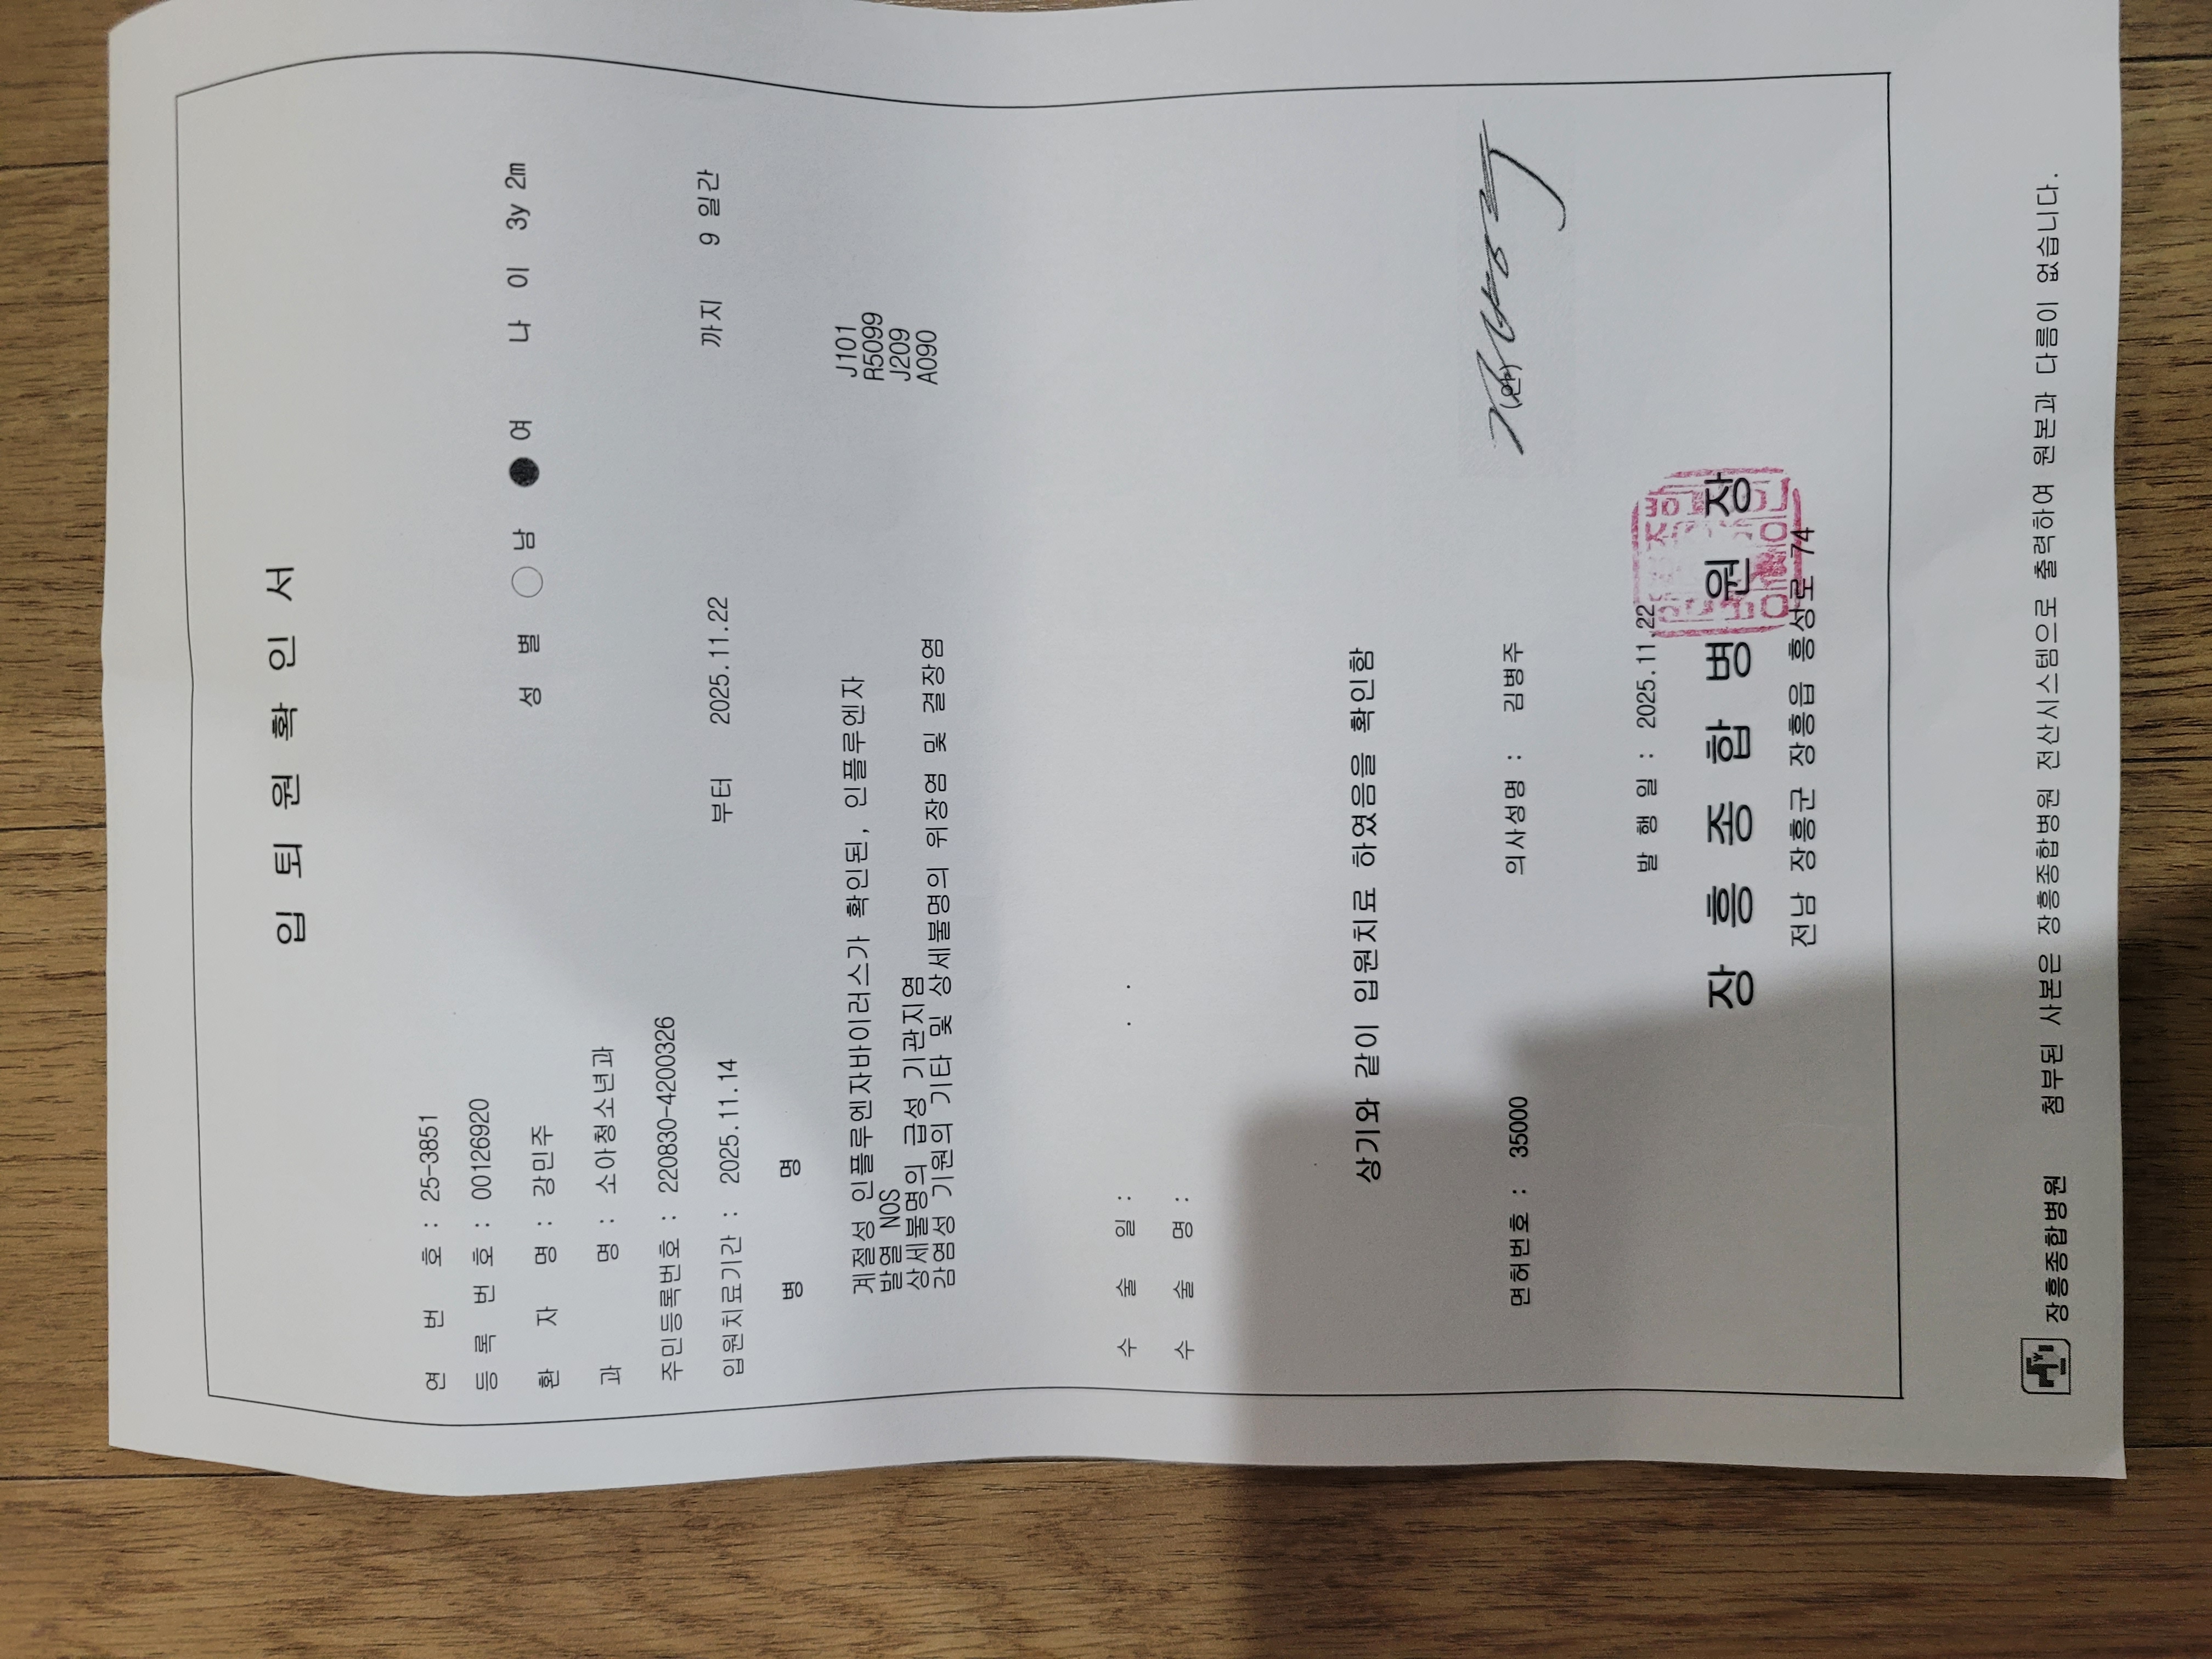 입 퇴 원 확 인 서
연 번 호 : 25-3851
등 록 번 호 : 00126920
환 자 명 : 강민주 성 별 ○ 남 ● 여 나 이 3y 2m
과 명 : 소아청소년과
주민등록번호 : 220830-4200326
입원치료기간 : 2025.11.14 부터 2025.11.22 까지 9 일간
병 명
계절성 인플루엔자바이러스가 확인된, 인플루엔자 J101
발열 NOS R5099
상세불명의 급성 기관지염 J209
감염성 기원의 기타 및 상세불명의 위장염 및 결장염 A090
수 술 일 : . .
수 술 명 :
상기와 같이 입원치료 하였음을 확인함
면허번호 : 35000 의사성명 : 김병주 (인)
발 행 일 : 2025.11.22
장 흥 종 합 병 원 장
전남 장흥군 장흥읍 흥성로 74
장흥종합병원 첨부된 사본은 장흥종합병원 전산시스템으로 출력하여 원본과 다름이 없습니다.